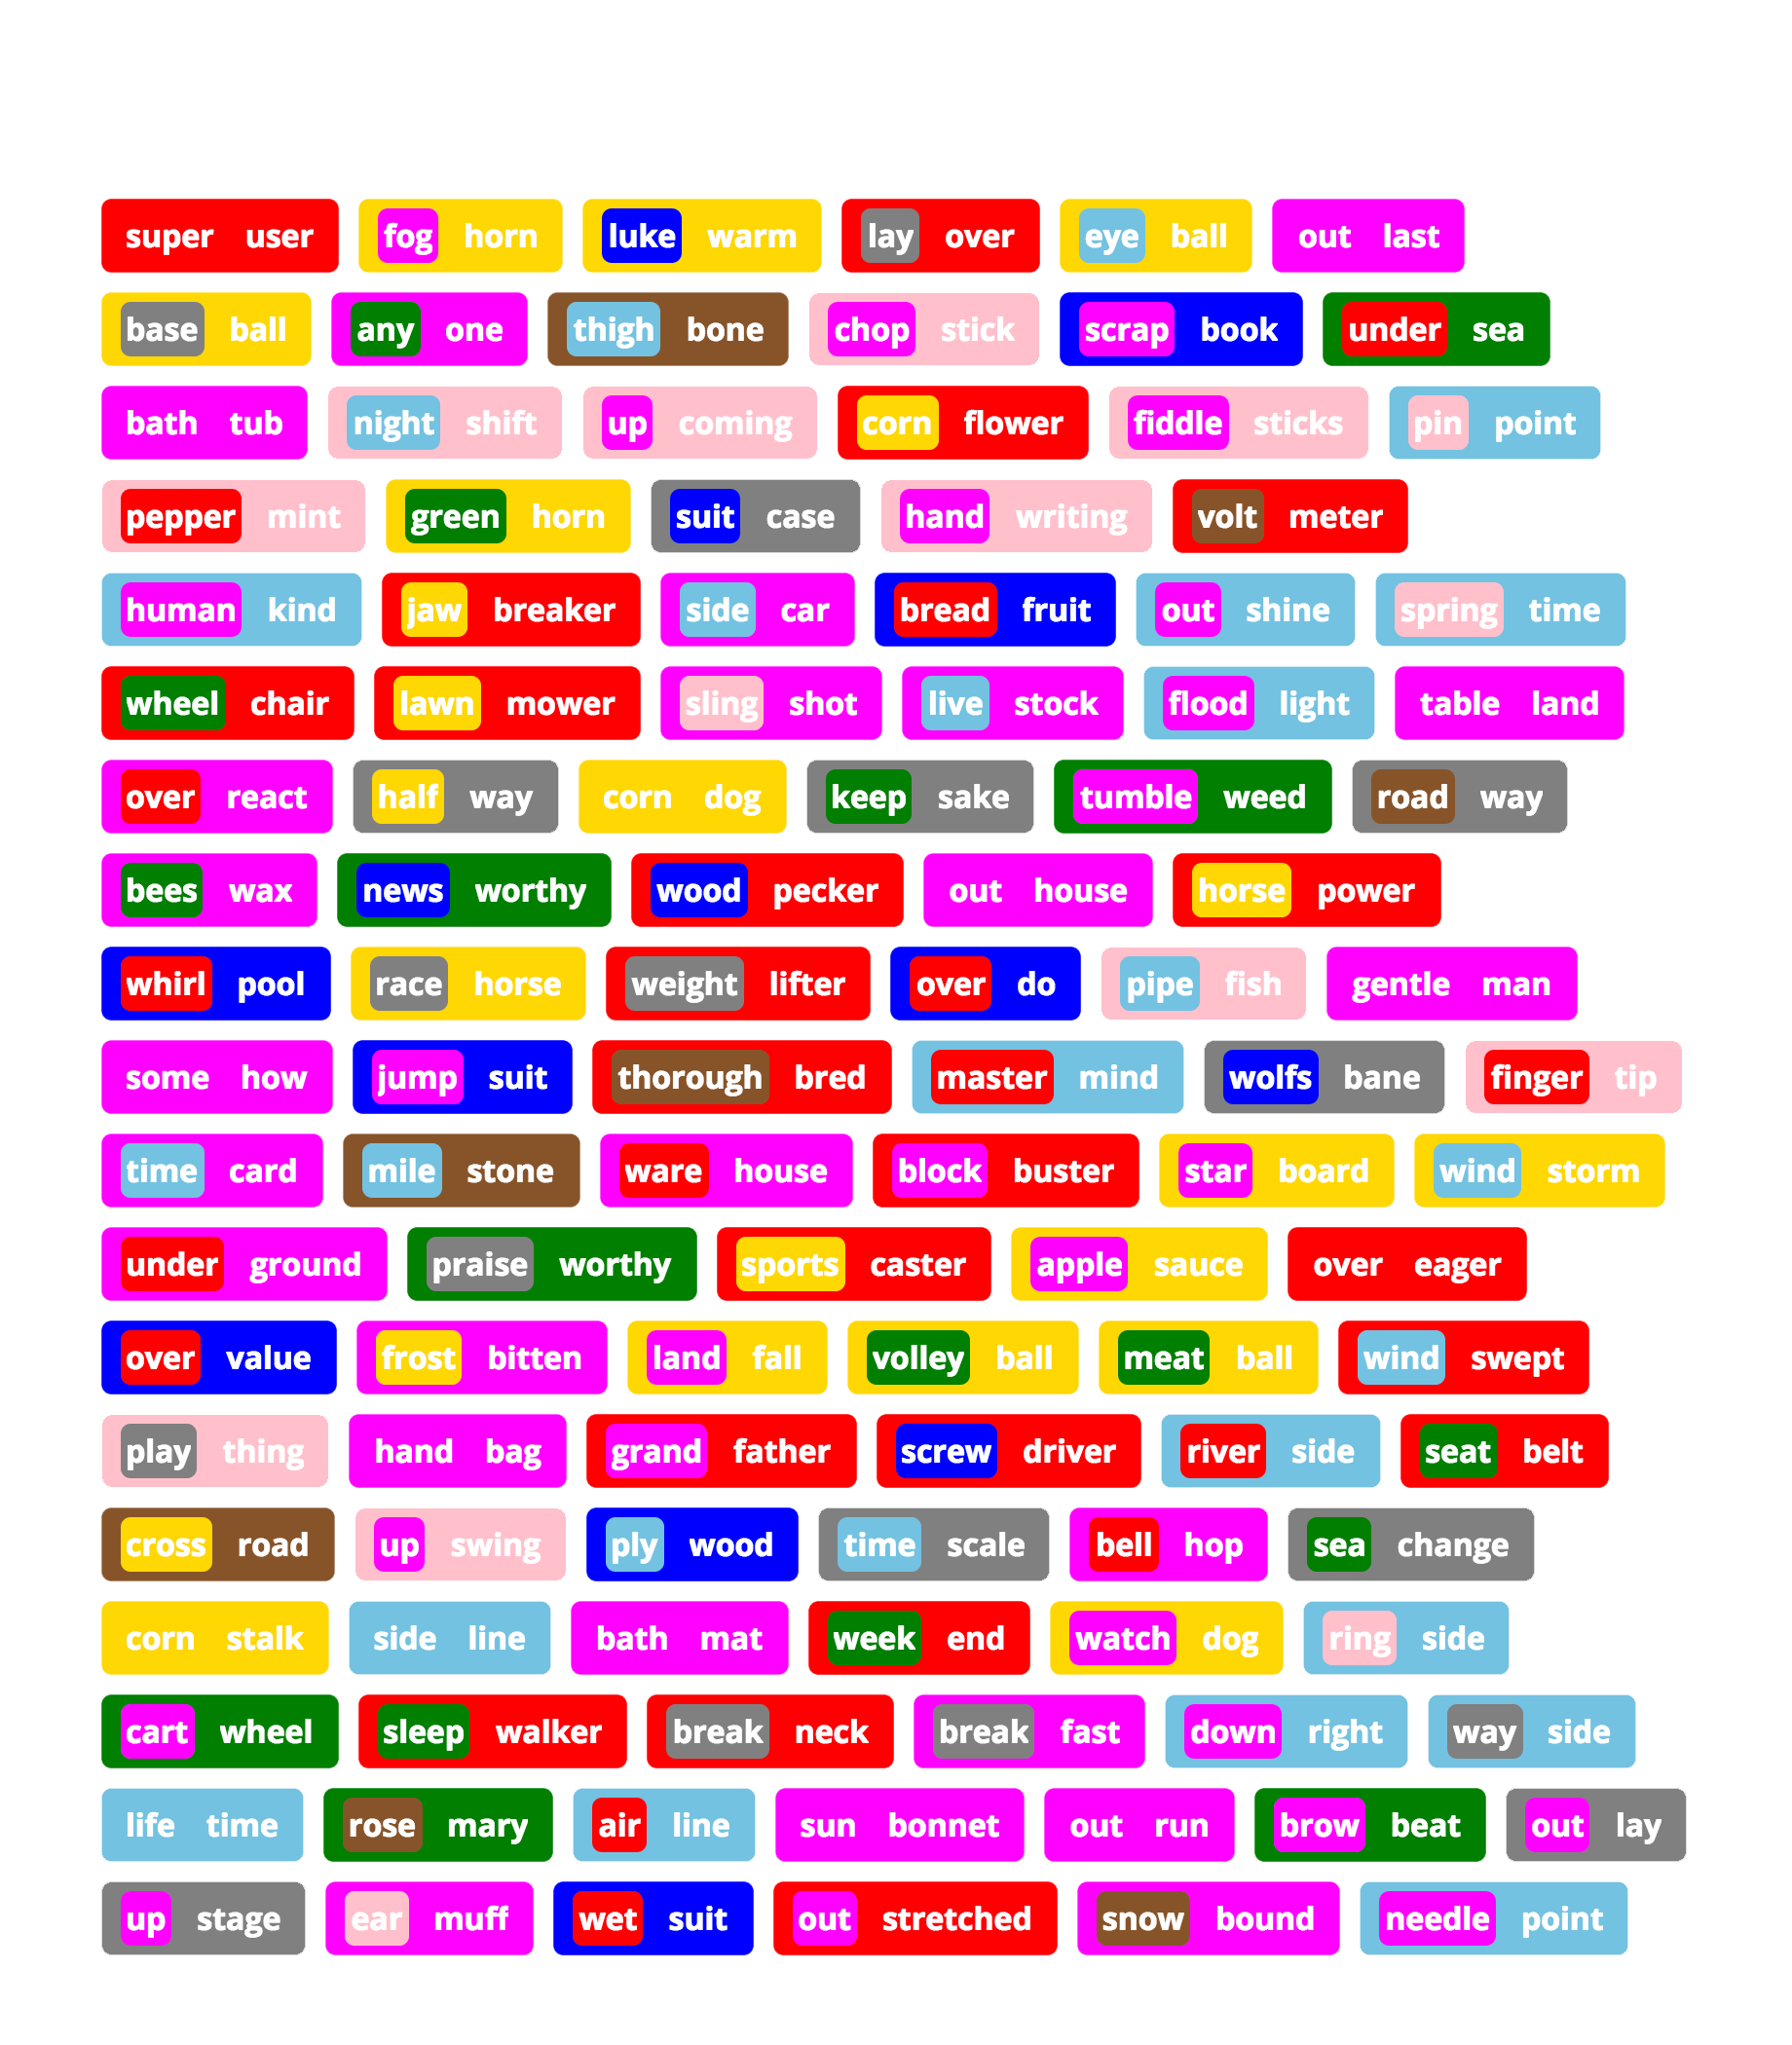 super user fog horn luke warm lay over eye ball out last
base ball any one thigh bone chop stick scrap book under sea
bath tub night shift up coming corn flower fiddle sticks pin point
pepper mint green horn suit case hand writing volt meter
human kind jaw breaker side car bread fruit out shine spring time
wheel chair lawn mower sling shot live stock flood light table land
over react half way corn dog keep sake tumble weed road way
bees wax news worthy wood pecker out house horse power
whirl pool race horse weight lifter over do pipe fish gentle man
some how jump suit thorough bred master mind wolfs bane finger tip
time card mile stone ware house block buster star board wind storm
under ground praise worthy sports caster apple sauce over eager
over value frost bitten land fall volley ball meat ball wind swept
play thing hand bag grand father screw driver river side seat belt
cross road up swing ply wood time scale bell hop sea change
corn stalk side line bath mat week end watch dog ring side
cart wheel sleep walker break neck break fast down right way side
life time rose mary air line sun bonnet out run brow beat out lay
up stage ear muff wet suit out stretched snow bound needle point